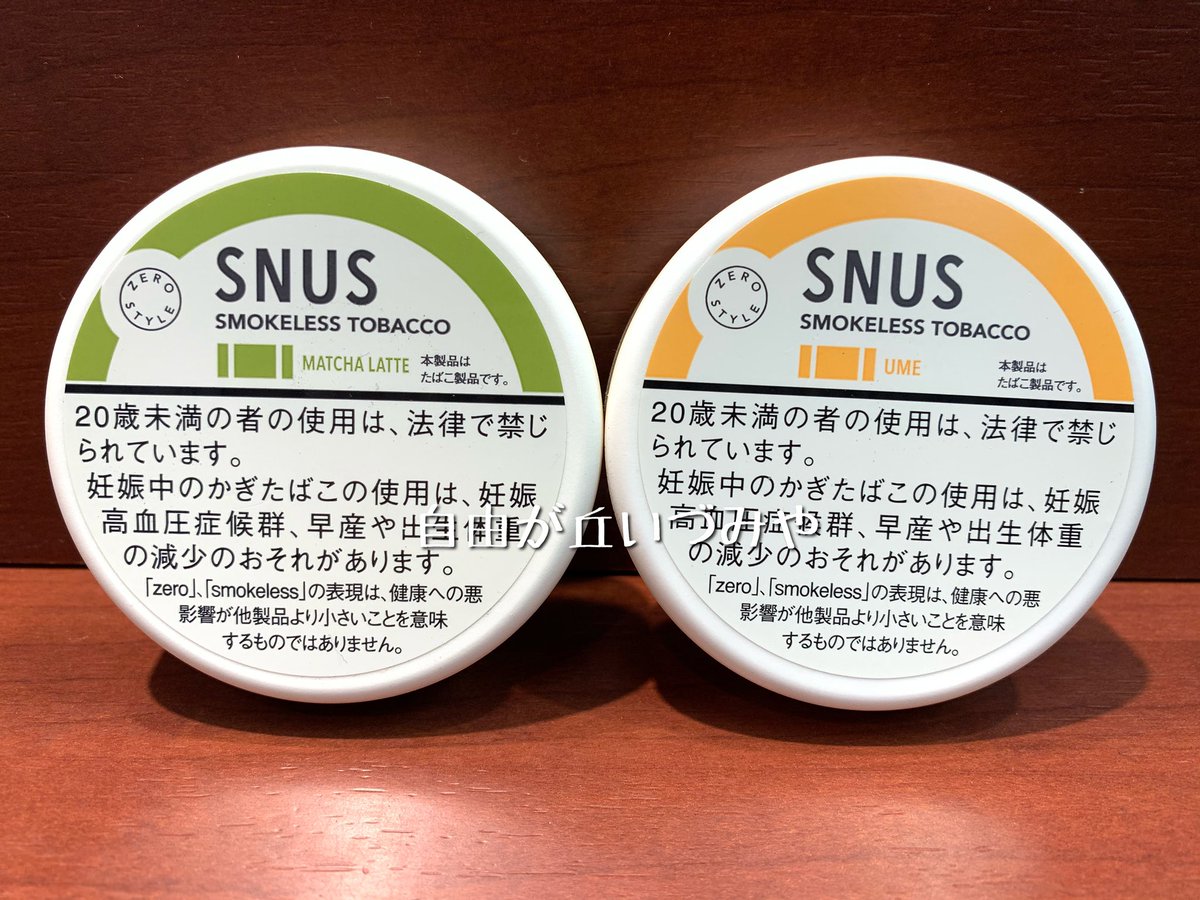 ZERO STYLE
SNUS
SMOKELESS TOBACCO
MATCHA LATTE
本製品は
たばこ製品です。
20歳未満の者の使用は、法律で禁じ
られています。
妊娠中のかぎたばこの使用は、妊娠
高血圧症候群、早産や出生体重
の減少のおそれがあります。
「zero」、「smokeless」の表現は、健康への悪
影響が他製品より小さいことを意味
するものではありません。
ZERO STYLE
SNUS
SMOKELESS TOBACCO
UME
本製品は
たばこ製品です。
20歳未満の者の使用は、法律で禁じ
られています。
妊娠中のかぎたばこの使用は、妊娠
高血圧症候群、早産や出生体重
の減少のおそれがあります。
「zero」、「smokeless」の表現は、健康への悪
影響が他製品より小さいことを意味
するものではありません。
自由が丘いつみや